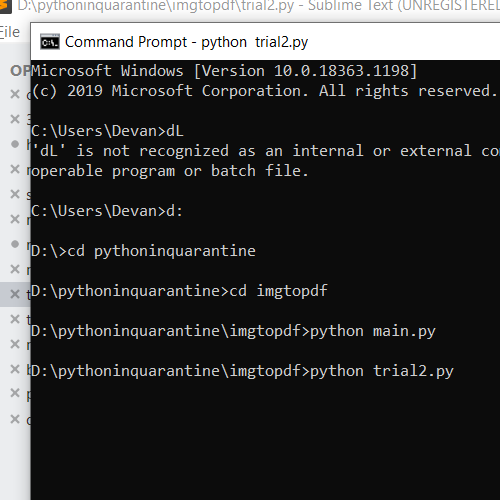 D:\pythoninquarantine\imgtopdf\trial2.py - Sublime Text (UNREGISTERED
File
Command Prompt - python  trial2.py
OP
Microsoft Windows [Version 10.0.18363.1198]
(c) 2019 Microsoft Corporation. All rights reserved.
C:\Users\Devan>dL
'dL' is not recognized as an internal or external co
operable program or batch file.
C:\Users\Devan>d:
D:\>cd pythoninquarantine
D:\pythoninquarantine>cd imgtopdf
D:\pythoninquarantine\imgtopdf>python main.py
D:\pythoninquarantine\imgtopdf>python trial2.py